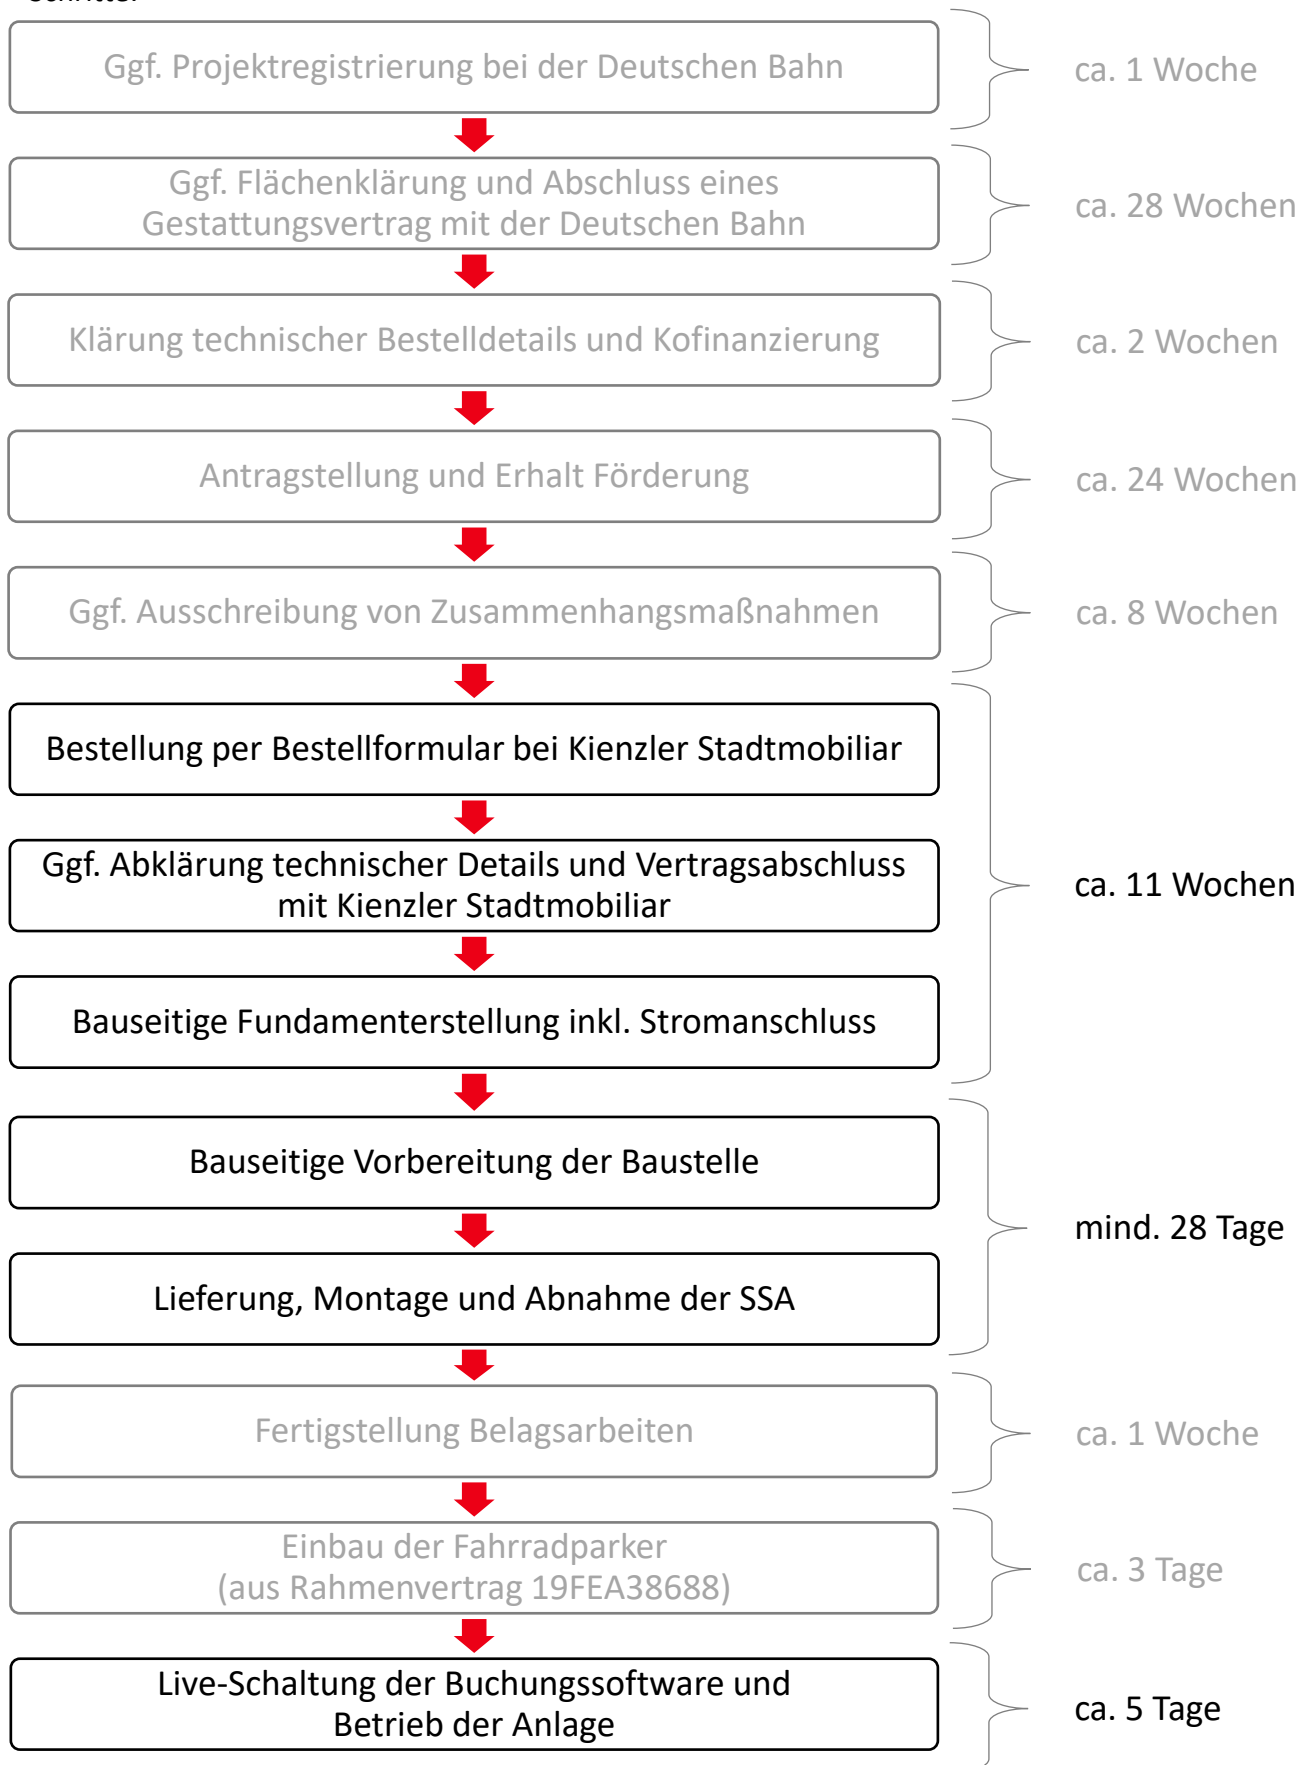 Schritte:
Ggf. Projektregistrierung bei der Deutschen Bahn
ca. 1 Woche
Ggf. Flächenklärung und Abschluss eines
Gestattungsvertrag mit der Deutschen Bahn
ca. 28 Wochen
Klärung technischer Bestelldetails und Kofinanzierung
ca. 2 Wochen
Antragstellung und Erhalt Förderung
ca. 24 Wochen
Ggf. Ausschreibung von Zusammenhangsmaßnahmen
ca. 8 Wochen
Bestellung per Bestellformular bei Kienzler Stadtmobiliar
Ggf. Abklärung technischer Details und Vertragsabschluss
mit Kienzler Stadtmobiliar
ca. 11 Wochen
Bauseitige Fundamenterstellung inkl. Stromanschluss
Bauseitige Vorbereitung der Baustelle
mind. 28 Tage
Lieferung, Montage und Abnahme der SSA
Fertigstellung Belagsarbeiten
ca. 1 Woche
Einbau der Fahrradparker
(aus Rahmenvertrag 19FEA38688)
ca. 3 Tage
Live-Schaltung der Buchungssoftware und
Betrieb der Anlage
ca. 5 Tage